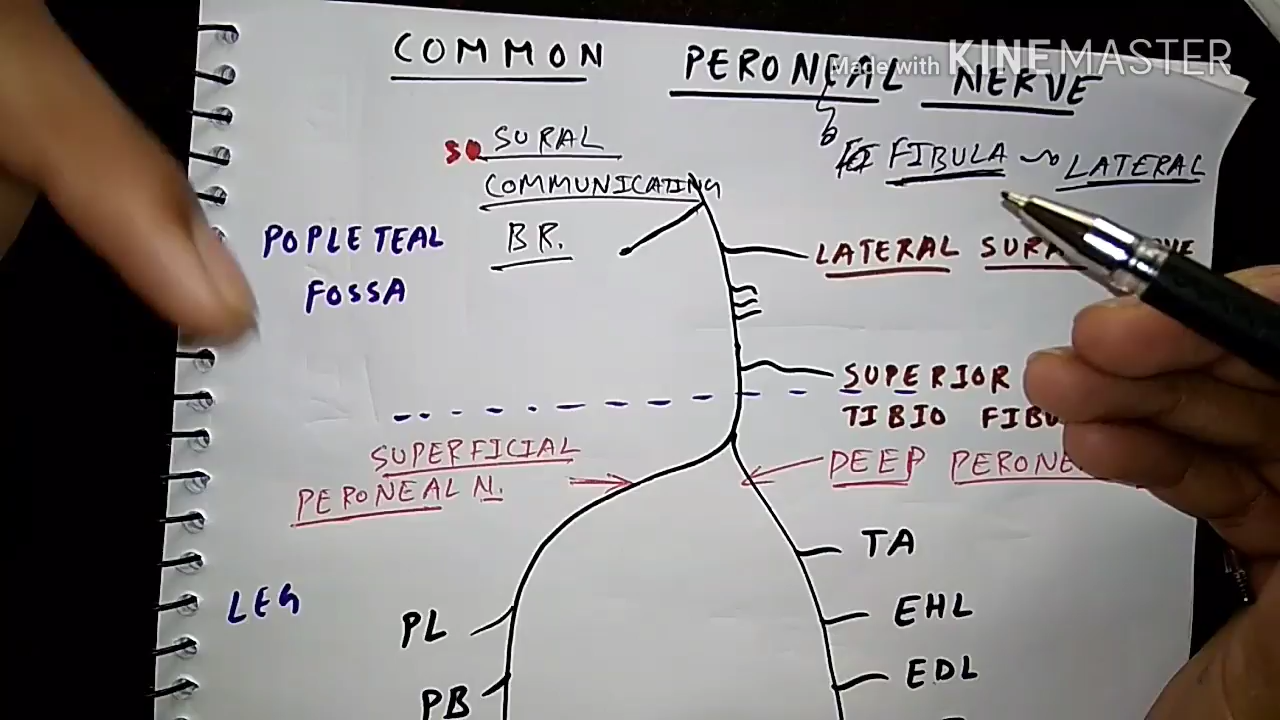 COMMON PERONEAL NERVE
Made with KINEMASTER
SURAL
COMMUNICATING
BR.
FIBULA LATERAL
POPLETEAL
FOSSA
LATERAL
SUPERIOR
TIBIO
SUPERFICIAL
PERONEAL N.
DEEP
LEG
TA
EHL
EDL
PL
PB